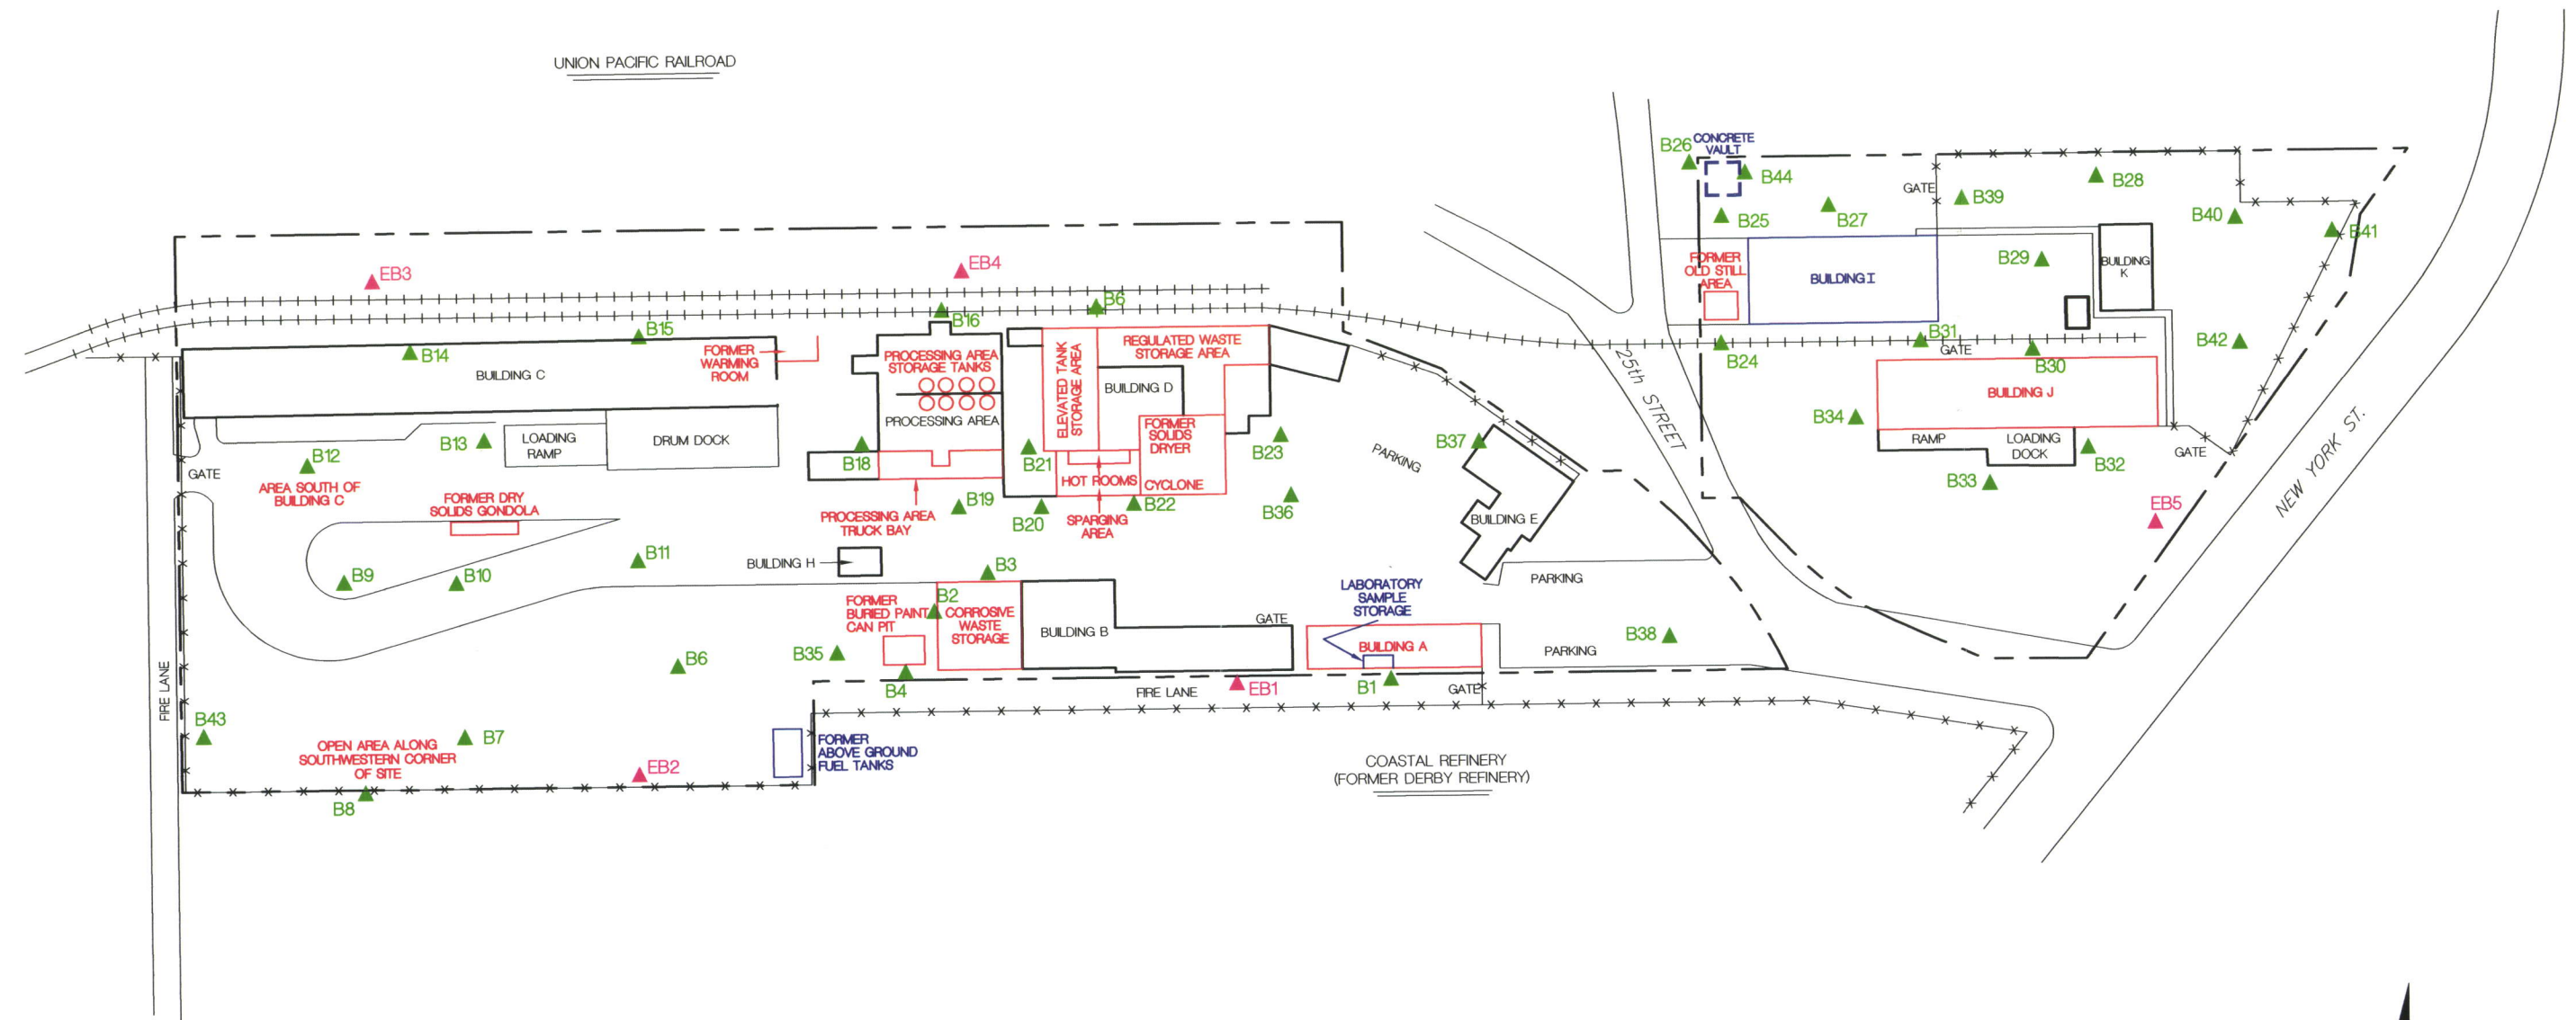 UNION PACIFIC RAILROAD
B26
CONCRETE
VAULT
B44
B25
B27
GATE
B39
B28
B40
B41
EB3
EB4
B16
B6
B15
B14
BUILDING C
FORMER
WARMING
ROOM
PROCESSING AREA
STORAGE TANKS
PROCESSING AREA
ELEVATED TANK
STORAGE AREA
REGULATED WASTE
STORAGE AREA
BUILDING D
FORMER
SOLIDS
DRYER
FORMER
OLD STILL
AREA
BUILDING I
B29
BUILDING
K
B31
GATE
B30
B24
B42
BUILDING J
B34
RAMP
LOADING
DOCK
B32
B33
GATE
EB5
NEW YORK ST.
25th STREET
B13
LOADING
RAMP
DRUM DOCK
B12
GATE
AREA SOUTH OF
BUILDING C
FORMER DRY
SOLIDS GONDOLA
B18
B21
HOT ROOMS
CYCLONE
B23
B19
B20
B22
B36
PROCESSING AREA
TRUCK BAY
SPARGING
AREA
PARKING
B37
BUILDING E
B9
B10
B11
BUILDING H
B3
B2
FORMER
BURIED PAINT
CAN PIT
CORROSIVE
WASTE
STORAGE
BUILDING B
GATE
LABORATORY
SAMPLE
STORAGE
BUILDING A
PARKING
PARKING
B38
B35
B6
B4
EB1
B1
GATE
FIRE LANE
FIRE LANE
B43
B7
OPEN AREA ALONG
SOUTHWESTERN CORNER
OF SITE
EB2
FORMER
ABOVE GROUND
FUEL TANKS
B8
COASTAL REFINERY
(FORMER DERBY REFINERY)